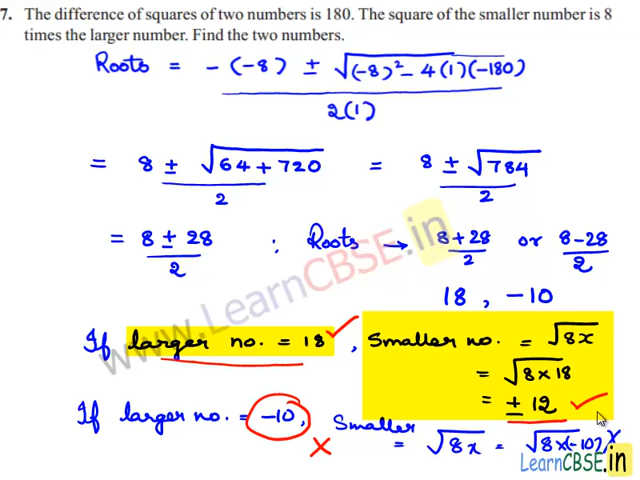 7. The difference of squares of two numbers is 180. The square of the smaller number is 8
times the larger number. Find the two numbers.
Roots = -(-8) ± √(-8)² - 4(1)(-180)
2(1)
= 8 ± √64 + 720 = 8 ± √784
2 2
= 8 ± 28 ; Roots → 8+28 or 8-28
2 2 2
18 , -10
If larger no. = 18 ✓, Smaller no. = √8x
= √8 × 18
= ± 12 ✓
If larger no. = -10, Smaller
× = √8x = √8×(-10) ×
www.LearnCBSE.in
LearnCBSE.in